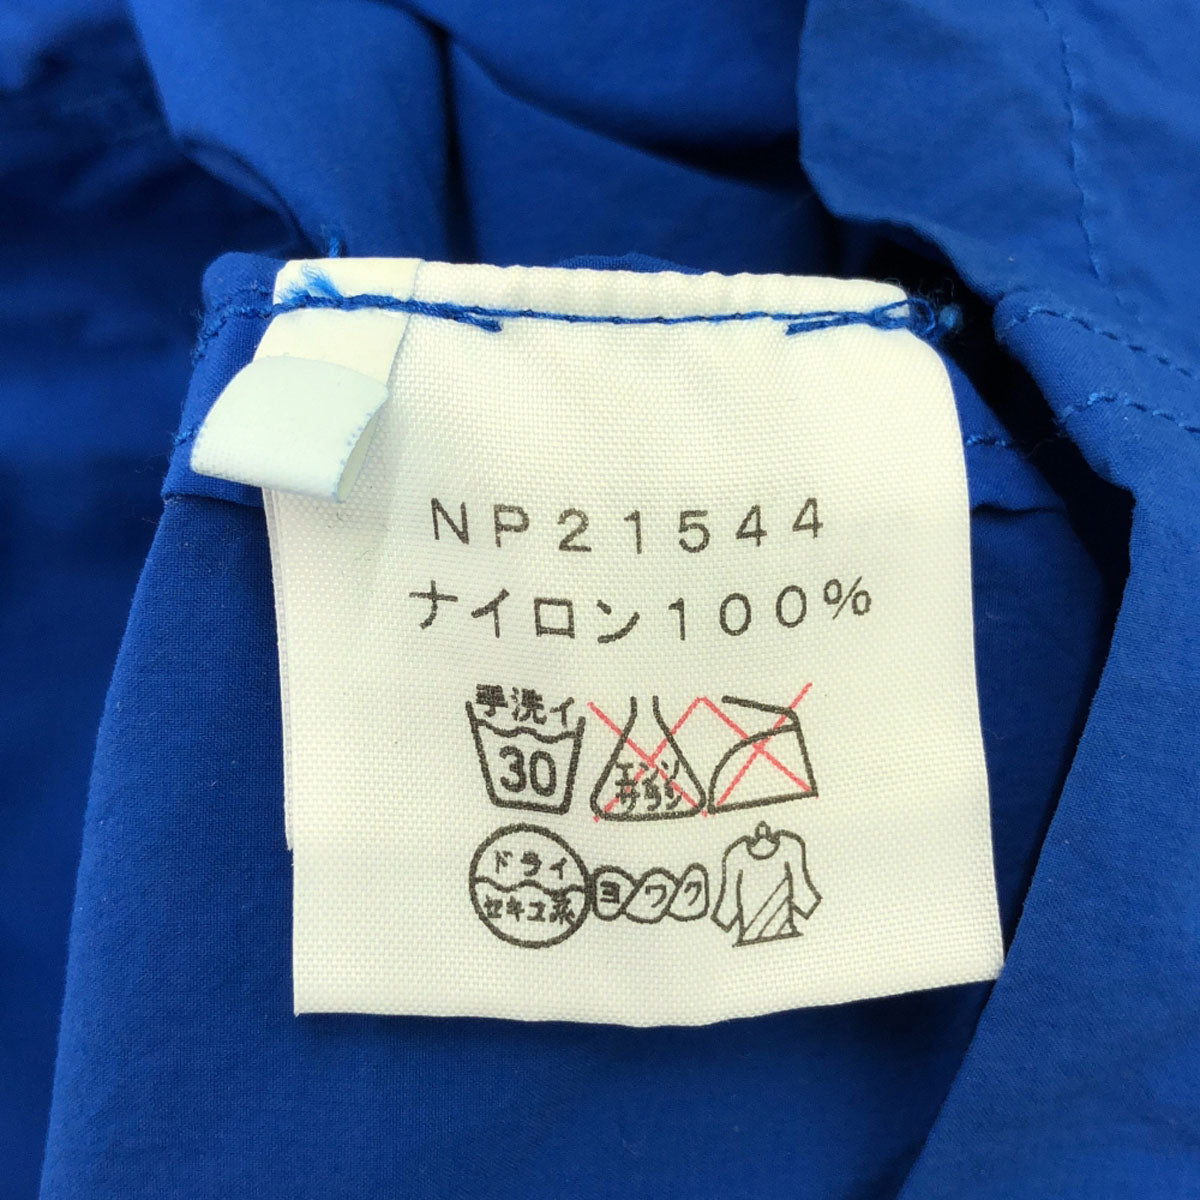 NP21544
ナイロン100%
手洗イ
30
エンソ
サラシ
ドライ
セキユ系
ヨワク